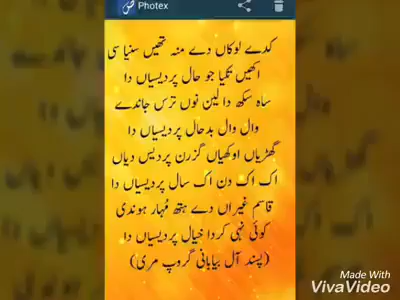 Photex
کدے لوکاں دے منہ تھیں سنیا سی
اکھیں تکیا جو حال پردیسیاں دا
ساہ سکھ دا لین نوں ترس جاندے
وال وال بدحال پردیسیاں دا
گھڑیاں اوکھیاں گزرن پردیس دیاں
اک اک دن اک سال پردیسیاں دا
قاسم غیراں دے ہتھ مُہار ہوندی
کوئی نہی کردا خیال پردیسیاں دا
(پسند آل بیابانی گروپ مری)
Made With
VivaVideo